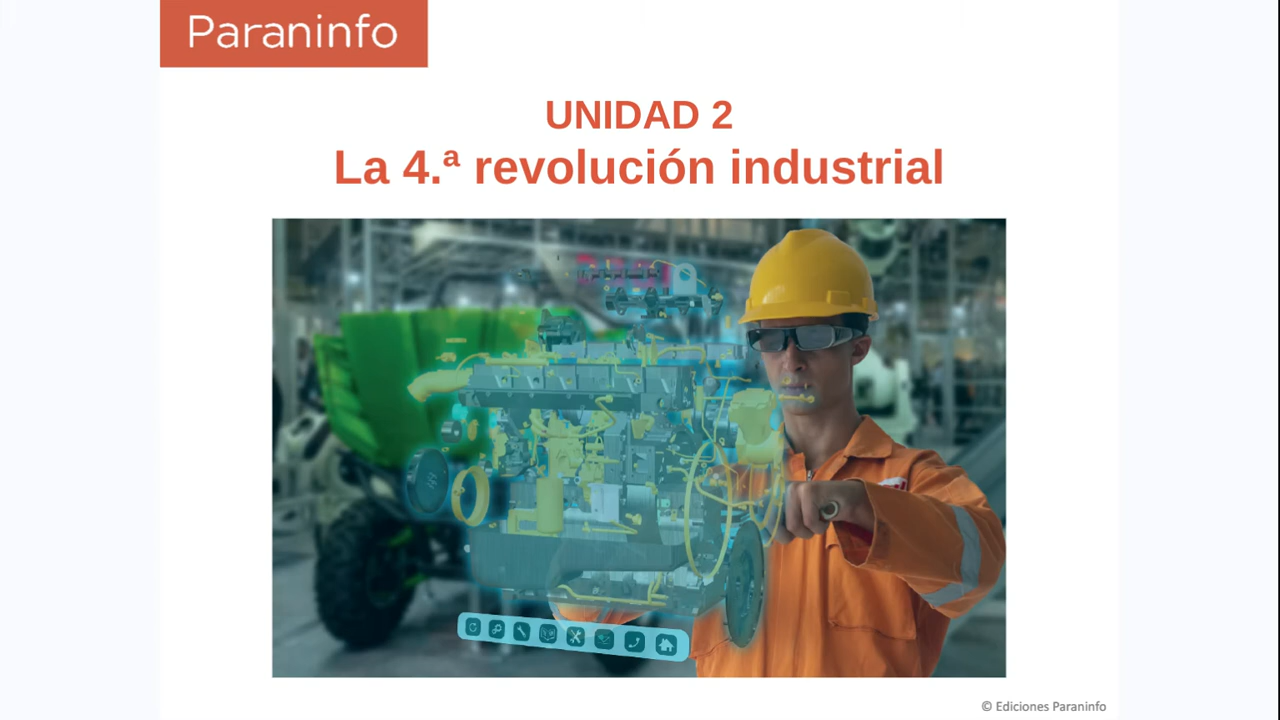 Paraninfo
UNIDAD 2
La 4.ª revolución industrial
© Ediciones Paraninfo